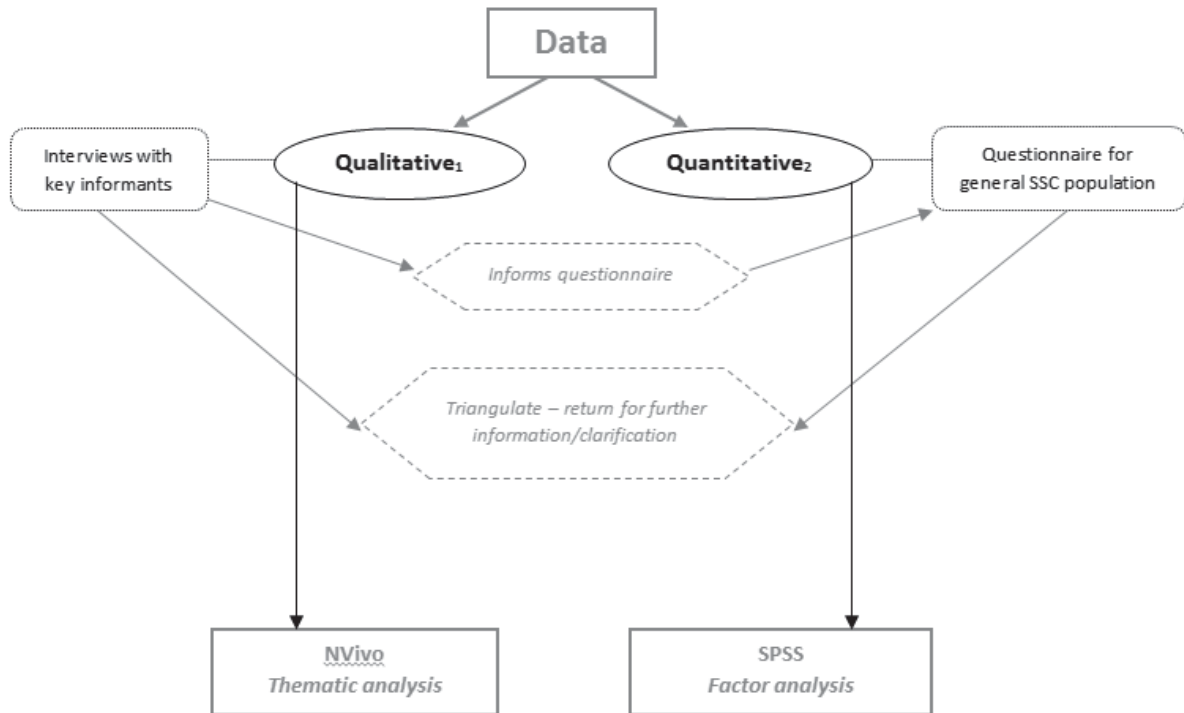 Data
Interviews with
key informants
Qualitative₁
Quantitative₂
Questionnaire for
general SSC population
Informs questionnaire
Triangulate – return for further
information/clarification
NVivo
Thematic analysis
SPSS
Factor analysis